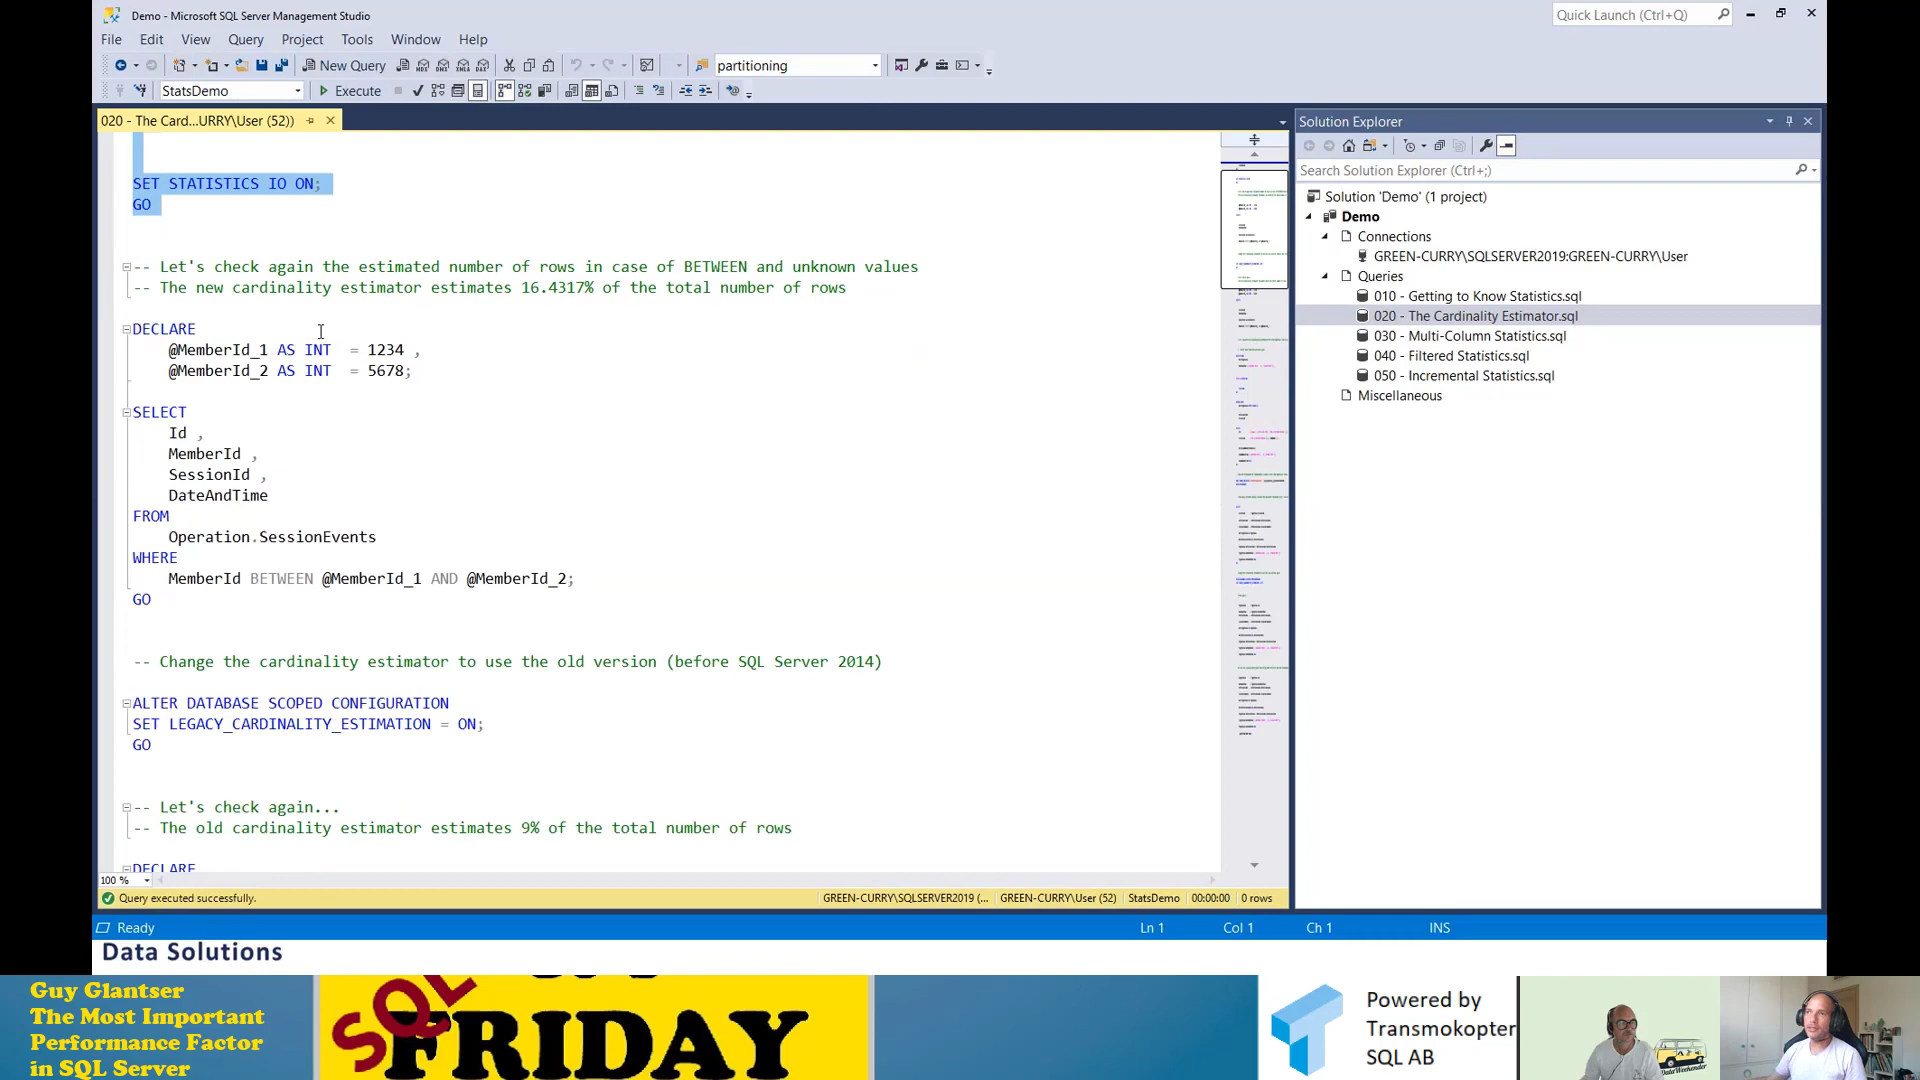 Demo - Microsoft SQL Server Management Studio
Quick Launch (Ctrl+Q)
File Edit View Query Project Tools Window Help
New Query
partitioning
StatsDemo
Execute
020 - The Card...URRY\User (52))
SET STATISTICS IO ON;
GO
-- Let's check again the estimated number of rows in case of BETWEEN and unknown values
-- The new cardinality estimator estimates 16.4317% of the total number of rows
DECLARE
@MemberId_1 AS INT = 1234 ,
@MemberId_2 AS INT = 5678;
SELECT
Id ,
MemberId ,
SessionId ,
DateAndTime
FROM
Operation.SessionEvents
WHERE
MemberId BETWEEN @MemberId_1 AND @MemberId_2;
GO
-- Change the cardinality estimator to use the old version (before SQL Server 2014)
ALTER DATABASE SCOPED CONFIGURATION
SET LEGACY_CARDINALITY_ESTIMATION = ON;
GO
-- Let's check again...
-- The old cardinality estimator estimates 9% of the total number of rows
DECLARE
100 %
Query executed successfully.
GREEN-CURRY\SQLSERVER2019 (...
GREEN-CURRY\User (52)
StatsDemo
00:00:00
0 rows
Solution Explorer
Search Solution Explorer (Ctrl+;)
Solution 'Demo' (1 project)
Demo
Connections
GREEN-CURRY\SQLSERVER2019:GREEN-CURRY\User
Queries
010 - Getting to Know Statistics.sql
020 - The Cardinality Estimator.sql
030 - Multi-Column Statistics.sql
040 - Filtered Statistics.sql
050 - Incremental Statistics.sql
Miscellaneous
Ready
Ln 1
Col 1
Ch 1
INS
Data Solutions
Guy Glantser
The Most Important
Performance Factor
in SQL Server
SQL
FRIDAY
Powered by
Transmokopter
SQL AB
DataWeekender